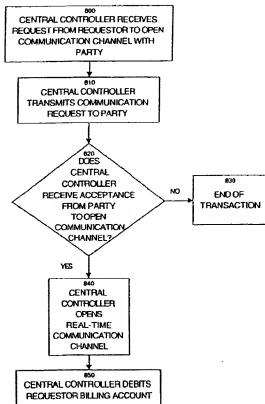 800
CENTRAL CONTROLLER RECEIVES
REQUEST FROM REQUESTOR TO OPEN
COMMUNICATION CHANNEL WITH
PARTY
810
CENTRAL CONTROLLER
TRANSMITS COMMUNICATION
REQUEST TO PARTY
820
DOES
CENTRAL
CONTROLLER
RECEIVE ACCEPTANCE
FROM PARTY
TO OPEN
COMMUNICATION
CHANNEL?
NO
830
END OF
TRANSACTION
YES
840
CENTRAL
CONTROLLER
OPENS
REAL-TIME
COMMUNICATION
CHANNEL
850
CENTRAL CONTROLLER DEBITS
REQUESTOR BILLING ACCOUNT